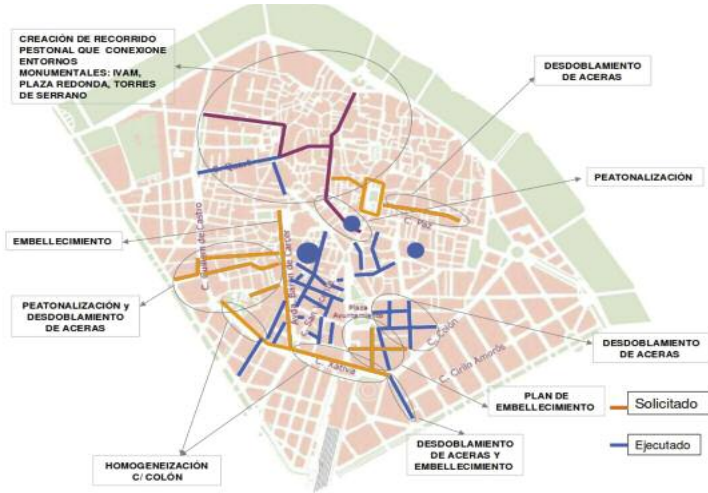 CREACIÓN DE RECORRIDO
PESTONAL QUE CONEXIONE
ENTORNOS
MONUMENTALES: IVAM,
PLAZA REDONDA, TORRES
DE SERRANO
DESDOBLAMIENTO
DE ACERAS
PEATONALIZACIÓN
C. Quart
C. Paz
EMBELLECIMIENTO
C. Guillem de Castro
PEATONALIZACIÓN y
DESDOBLAMIENTO
DE ACERAS
Plaza
Ayuntamiento
C. Colón
C. Cirilo Amorós
C. Xativa
DESDOBLAMIENTO
DE ACERAS
PLAN DE
EMBELLECIMIENTO
Solicitado
Ejecutado
HOMOGENEIZACIÓN
C/ COLÓN
DESDOBLAMIENTO
DE ACERAS Y
EMBELLECIMIENTO